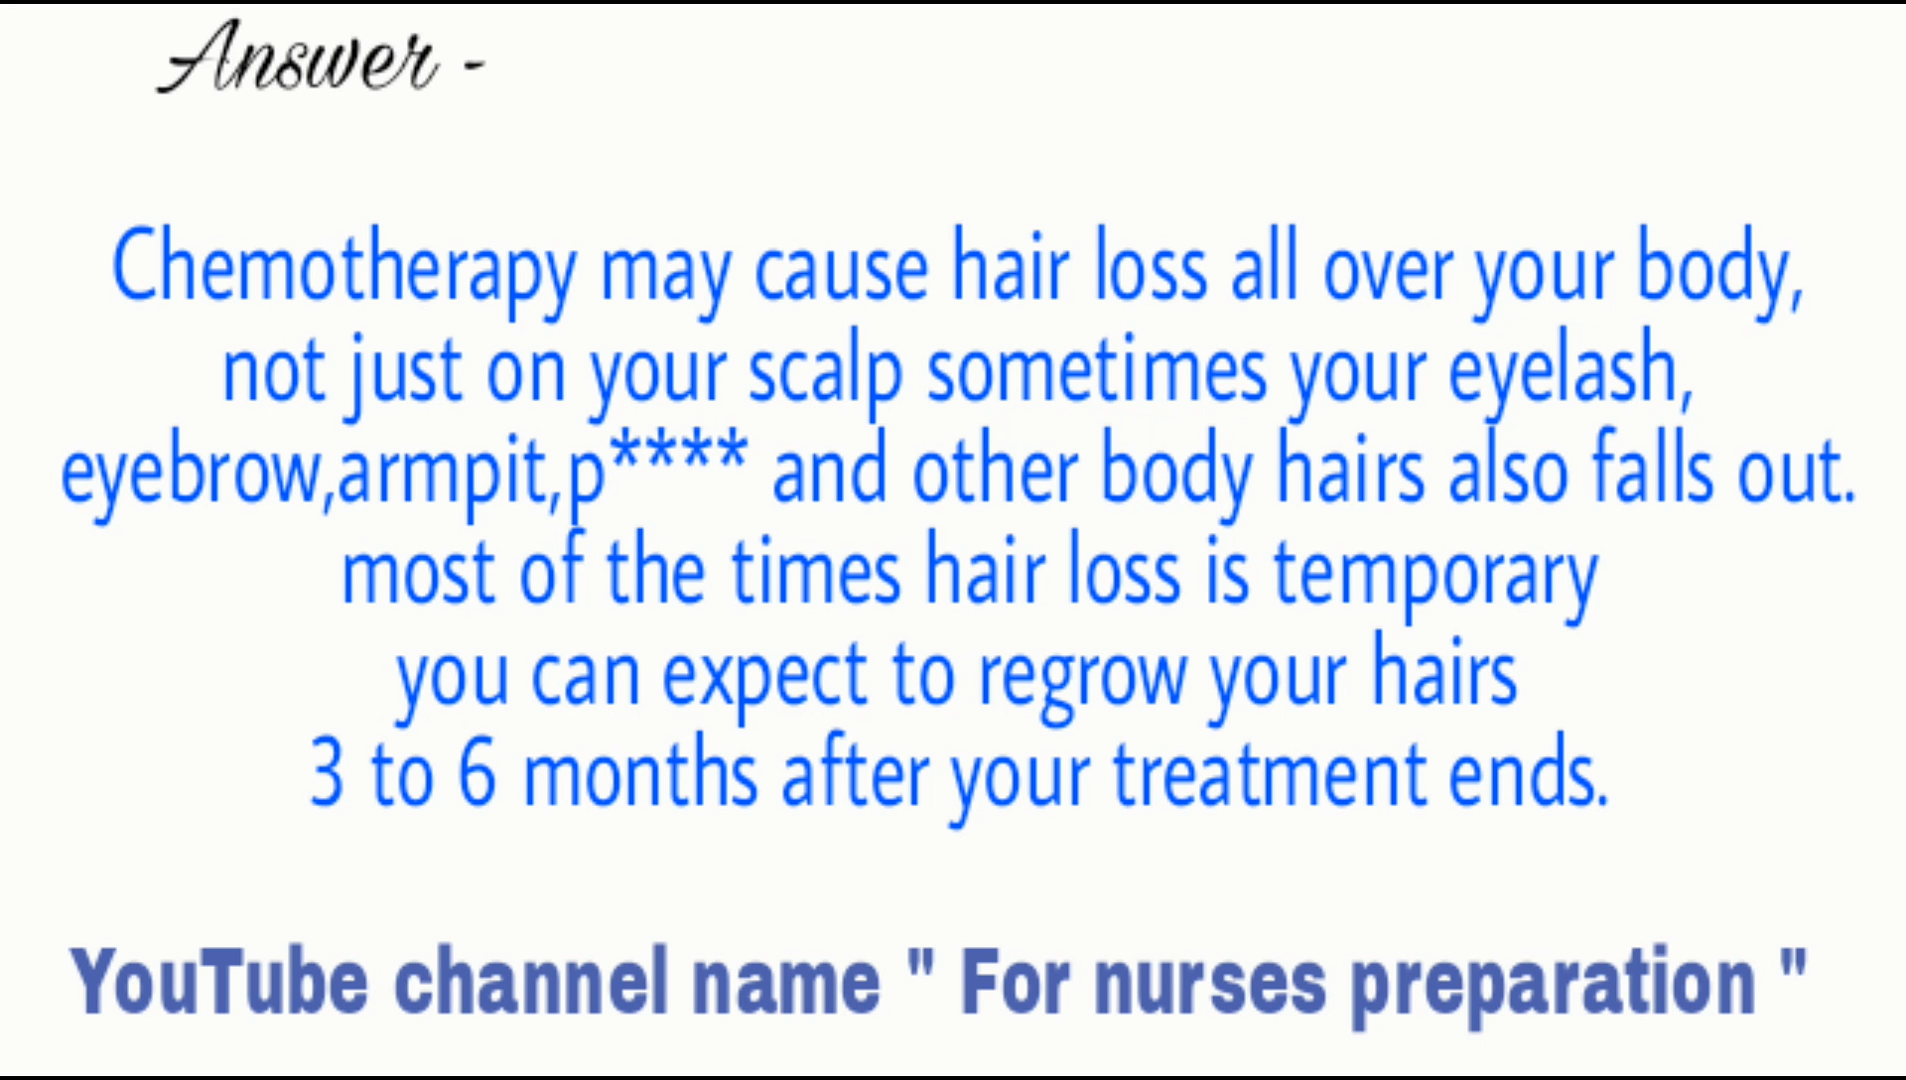 Answer -
Chemotherapy may cause hair loss all over your body,
not just on your scalp sometimes your eyelash,
eyebrow,armpit,p**** and other body hairs also falls out.
most of the times hair loss is temporary
you can expect to regrow your hairs
3 to 6 months after your treatment ends.
YouTube channel name " For nurses preparation "